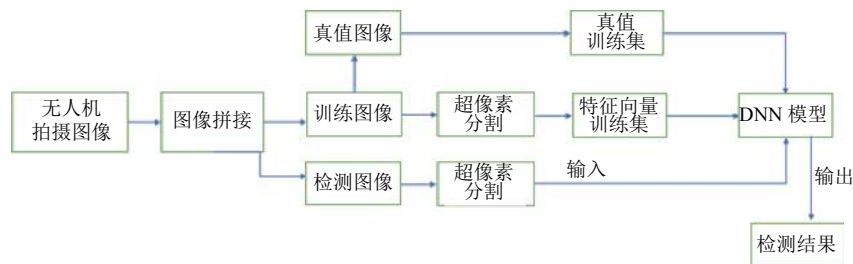 真值图像
真值
训练集
无人机
拍摄图像
图像拼接
训练图像
超像素
分割
特征向量
训练集
DNN 模型
检测图像
超像素
分割
输入
输出
检测结果